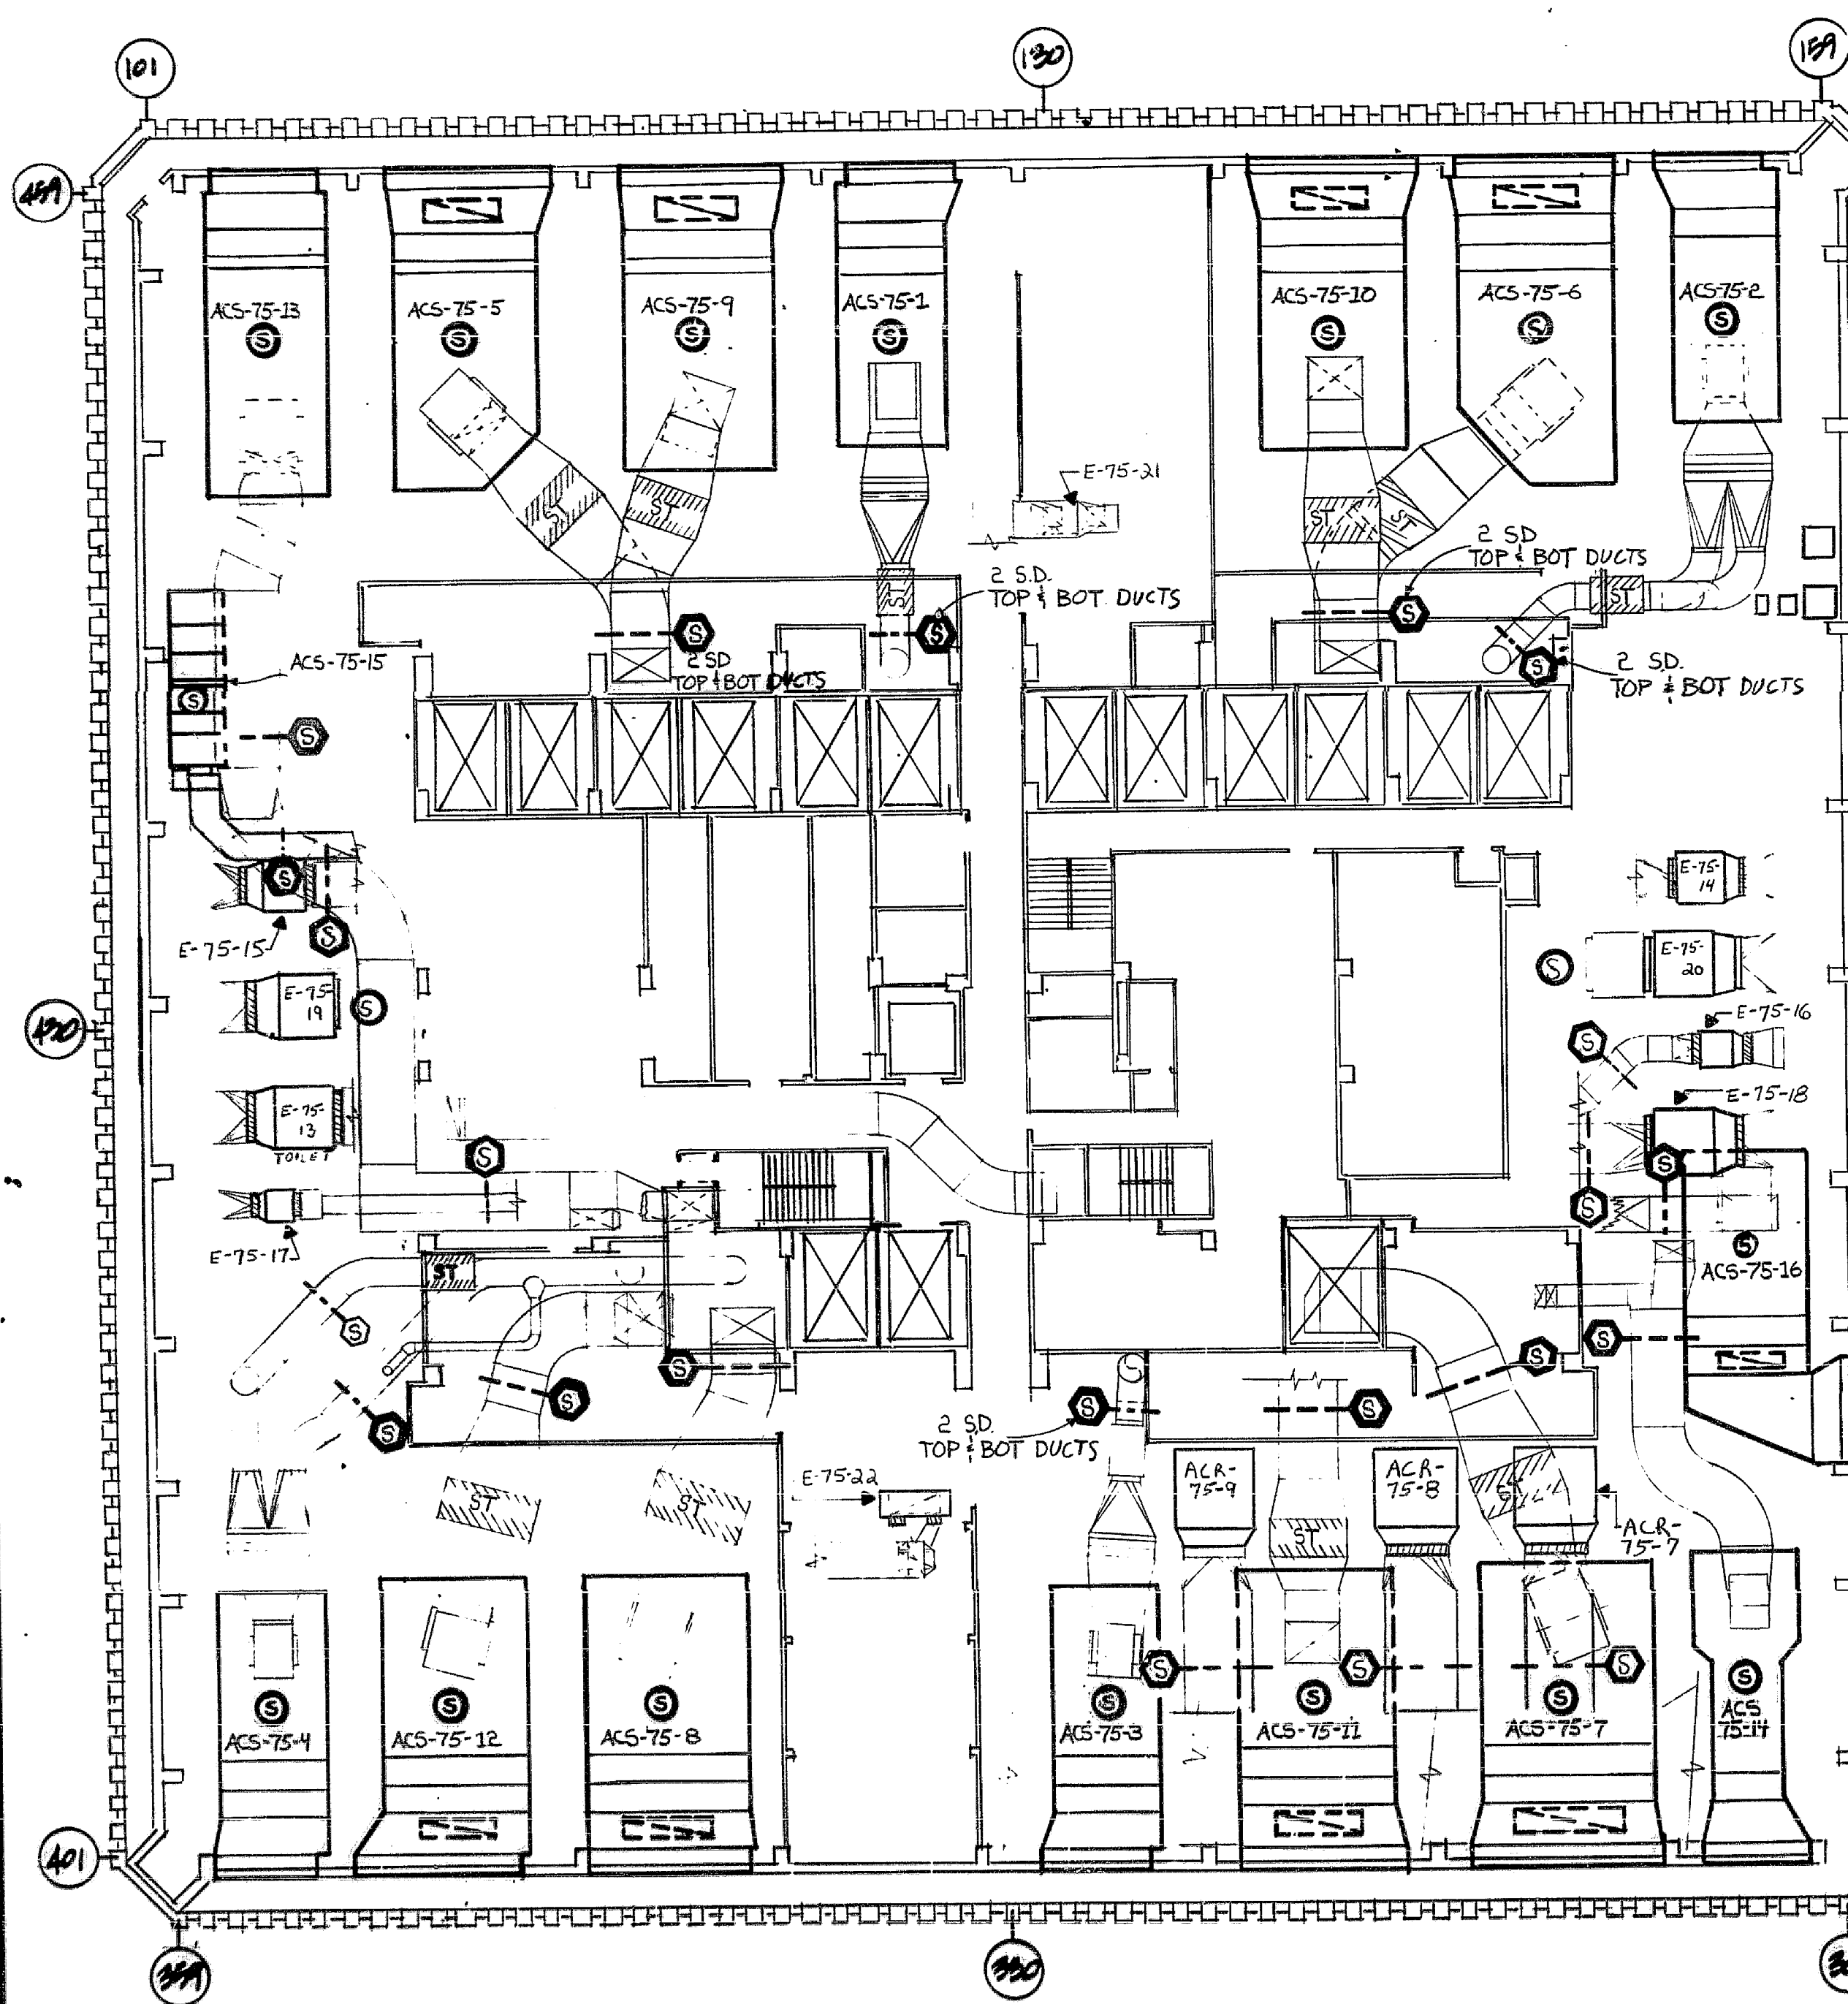 101
130
159
459
ACS-75-13
ACS-75-5
ACS-75-9
ACS-75-1
ACS-75-10
ACS-75-6
ACS-75-2
S
S
S
S
S
S
S
E-75-21
ST
ST
ST
ST
ST
ST
2 SD
TOP & BOT DUCTS
2 S.D.
TOP & BOT. DUCTS
S
S
S
S
2 SD
TOP & BOT DUCTS
2 S.D.
TOP & BOT DUCTS
ACS-75-15
S
S
S
E-75-15
S
E-75-
14
E-75-
19
S
S
E-75-
20
430
E-75-16
S
E-75-
13
TOILET
E-75-18
S
S
S
E-75-17
ST
S
ACS-75-16
S
S
S
S
S
S
S
S
S
2 S.D.
TOP & BOT DUCTS
ACR-
75-9
ACR-
75-8
E-75-22
ST
ST
ST
ST
ACR-
75-7
S
S
S
S
S
S
S
S
S
S
ACS-75-4
ACS-75-12
ACS-75-8
ACS-75-3
ACS-75-11
ACS-75-7
ACS
75-14
401
359
330